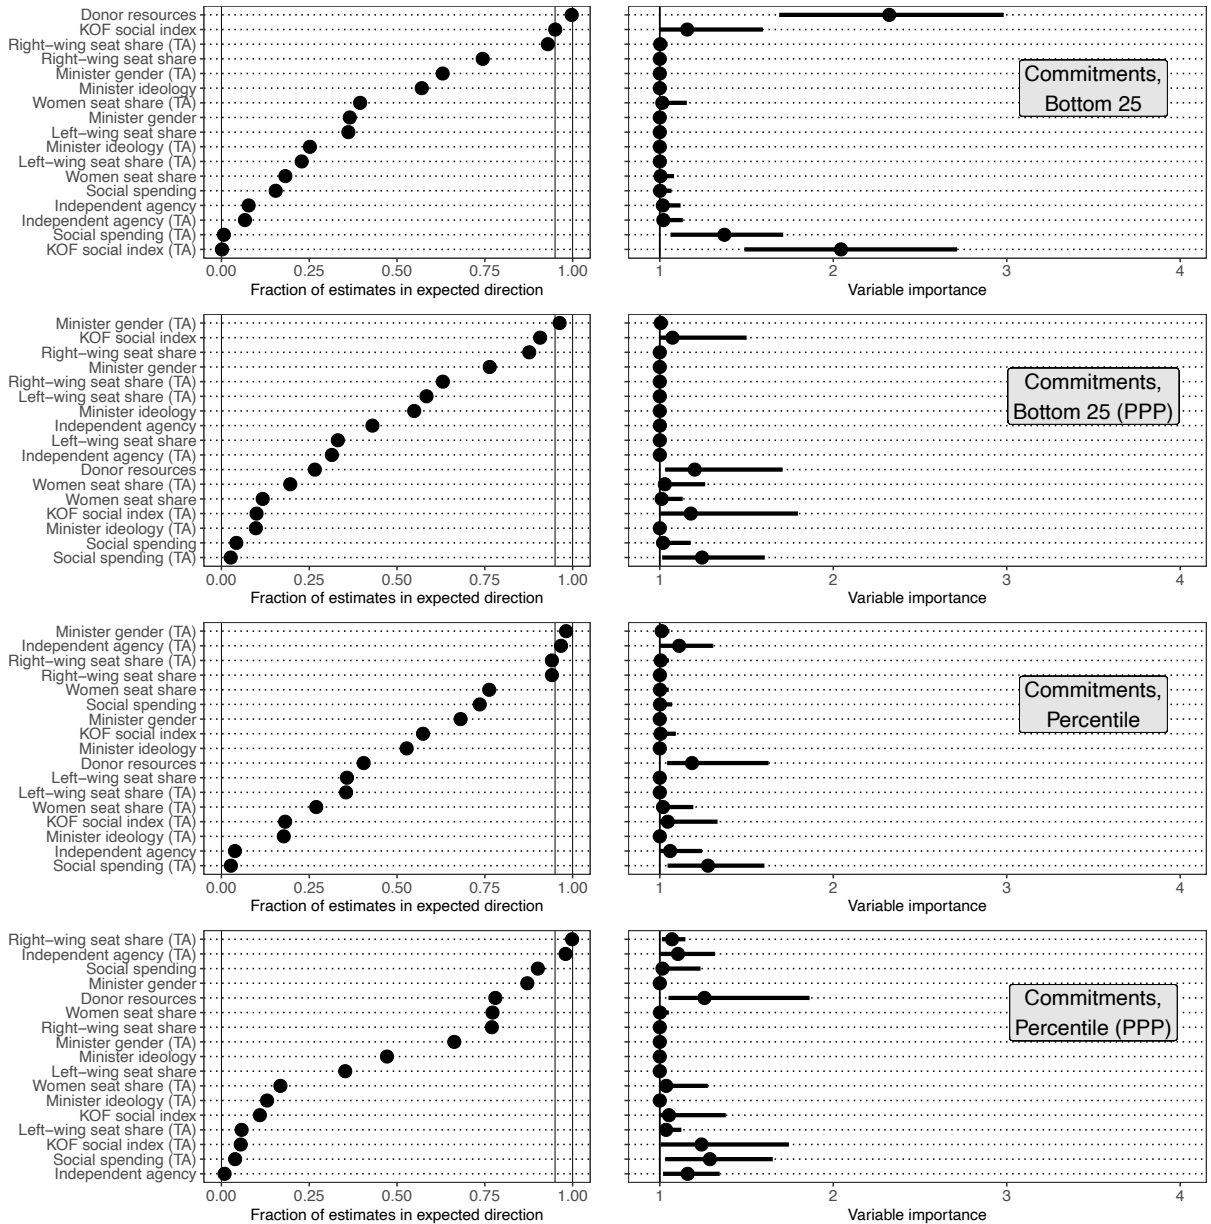 Donor resources
KOF social index
Right−wing seat share (TA)
Right−wing seat share
Minister gender (TA)
Minister ideology
Women seat share (TA)
Minister gender
Left−wing seat share
Minister ideology (TA)
Left−wing seat share (TA)
Women seat share
Social spending
Independent agency
Independent agency (TA)
Social spending (TA)
KOF social index (TA)
0.00 0.25 0.50 0.75 1.00
Fraction of estimates in expected direction
Commitments,
Bottom 25
1 2 3 4
Variable importance
Minister gender (TA)
KOF social index
Right−wing seat share
Minister gender
Right−wing seat share (TA)
Left−wing seat share (TA)
Minister ideology
Independent agency
Left−wing seat share
Independent agency (TA)
Donor resources
Women seat share (TA)
Women seat share
KOF social index (TA)
Minister ideology (TA)
Social spending
Social spending (TA)
0.00 0.25 0.50 0.75 1.00
Fraction of estimates in expected direction
Commitments,
Bottom 25 (PPP)
1 2 3 4
Variable importance
Minister gender (TA)
Independent agency (TA)
Right−wing seat share (TA)
Right−wing seat share
Women seat share
Social spending
Minister gender
KOF social index
Minister ideology
Donor resources
Left−wing seat share
Left−wing seat share (TA)
Women seat share (TA)
KOF social index (TA)
Minister ideology (TA)
Independent agency
Social spending (TA)
0.00 0.25 0.50 0.75 1.00
Fraction of estimates in expected direction
Commitments,
Percentile
1 2 3 4
Variable importance
Right−wing seat share (TA)
Independent agency (TA)
Social spending
Minister gender
Donor resources
Women seat share
Right−wing seat share
Minister gender (TA)
Minister ideology
Left−wing seat share
Women seat share (TA)
Minister ideology (TA)
KOF social index
Left−wing seat share (TA)
KOF social index (TA)
Social spending (TA)
Independent agency
0.00 0.25 0.50 0.75 1.00
Fraction of estimates in expected direction
Commitments,
Percentile (PPP)
1 2 3 4
Variable importance